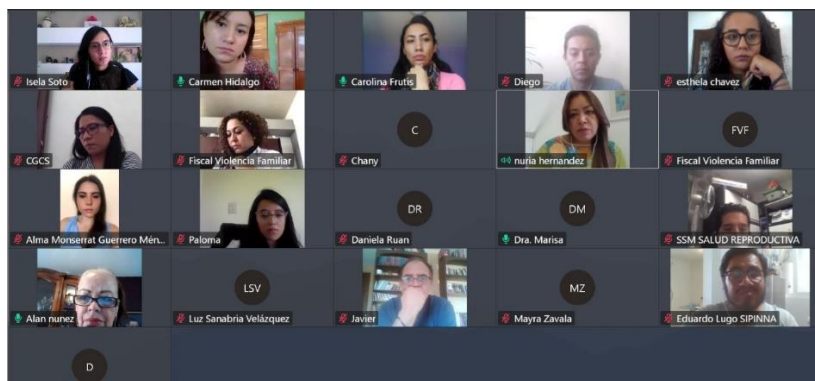 Isela Soto
Carmen Hidalgo
Carolina Frutis
Diego
esthela chavez
CGCS
Fiscal Violencia Familiar
C
Chany
nuria hernandez
FVF
Fiscal Violencia Familiar
Alma Monserrat Guerrero Mén...
Paloma
DR
Daniela Ruan
DM
Dra. Marisa
SSM SALUD REPRODUCTIVA
Alan nunez
LSV
Luz Sanabria Velázquez
Javier
MZ
Mayra Zavala
Eduardo Lugo SIPINNA
D